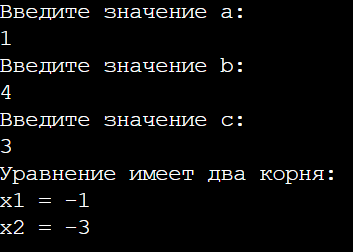 Введите значение a:
1
Введите значение b:
4
Введите значение c:
3
Уравнение имеет два корня:
x1 = -1
x2 = -3